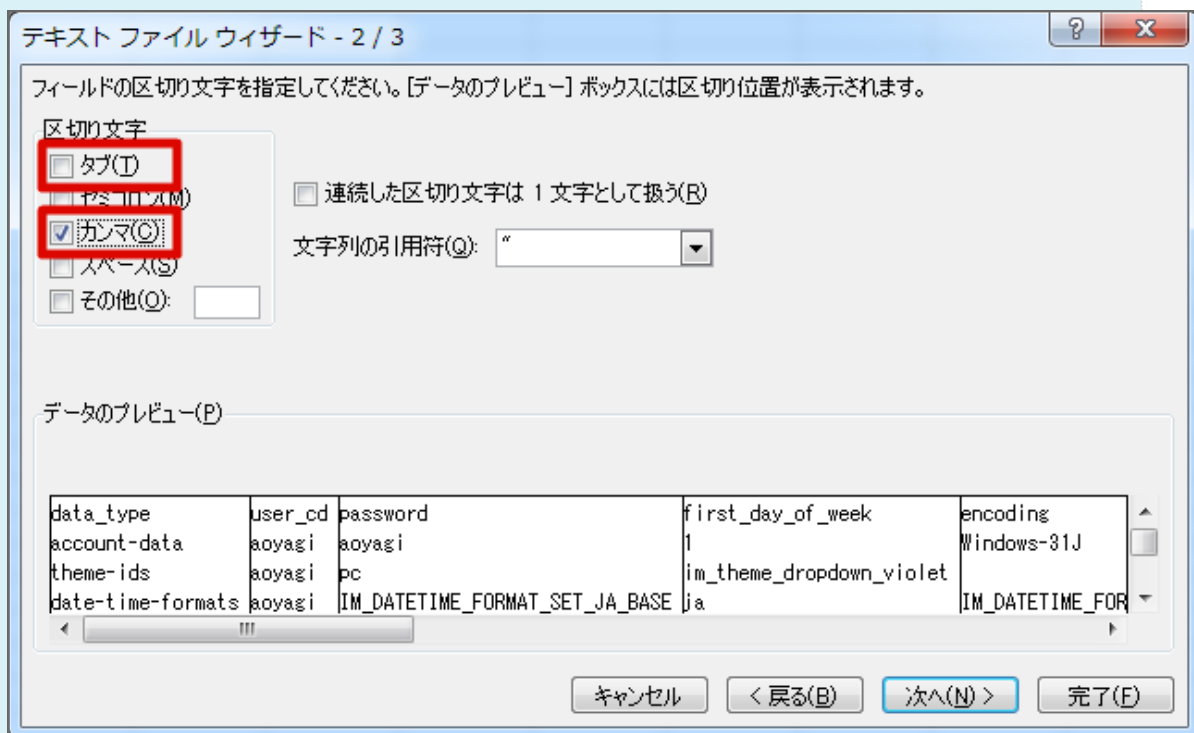 テキスト ファイル ウィザード - 2 / 3
フィールドの区切り文字を指定してください。[データのプレビュー] ボックスには区切り位置が表示されます。
区切り文字
タブ(T)
セミコロン(M)
カンマ(C)
スペース(S)
その他(O):
連続した区切り文字は 1 文字として扱う(R)
文字列の引用符(Q): "
データのプレビュー(P)
data_type user_cd password first_day_of_week encoding
account-data aoyagi aoyagi 1 Windows-31J
theme-ids aoyagi pc im_theme_dropdown_violet
date-time-formats aoyagi IM_DATETIME_FORMAT_SET_JA_BASE ja IM_DATETIME_FOR
キャンセル < 戻る(B) 次へ(N) > 完了(F)